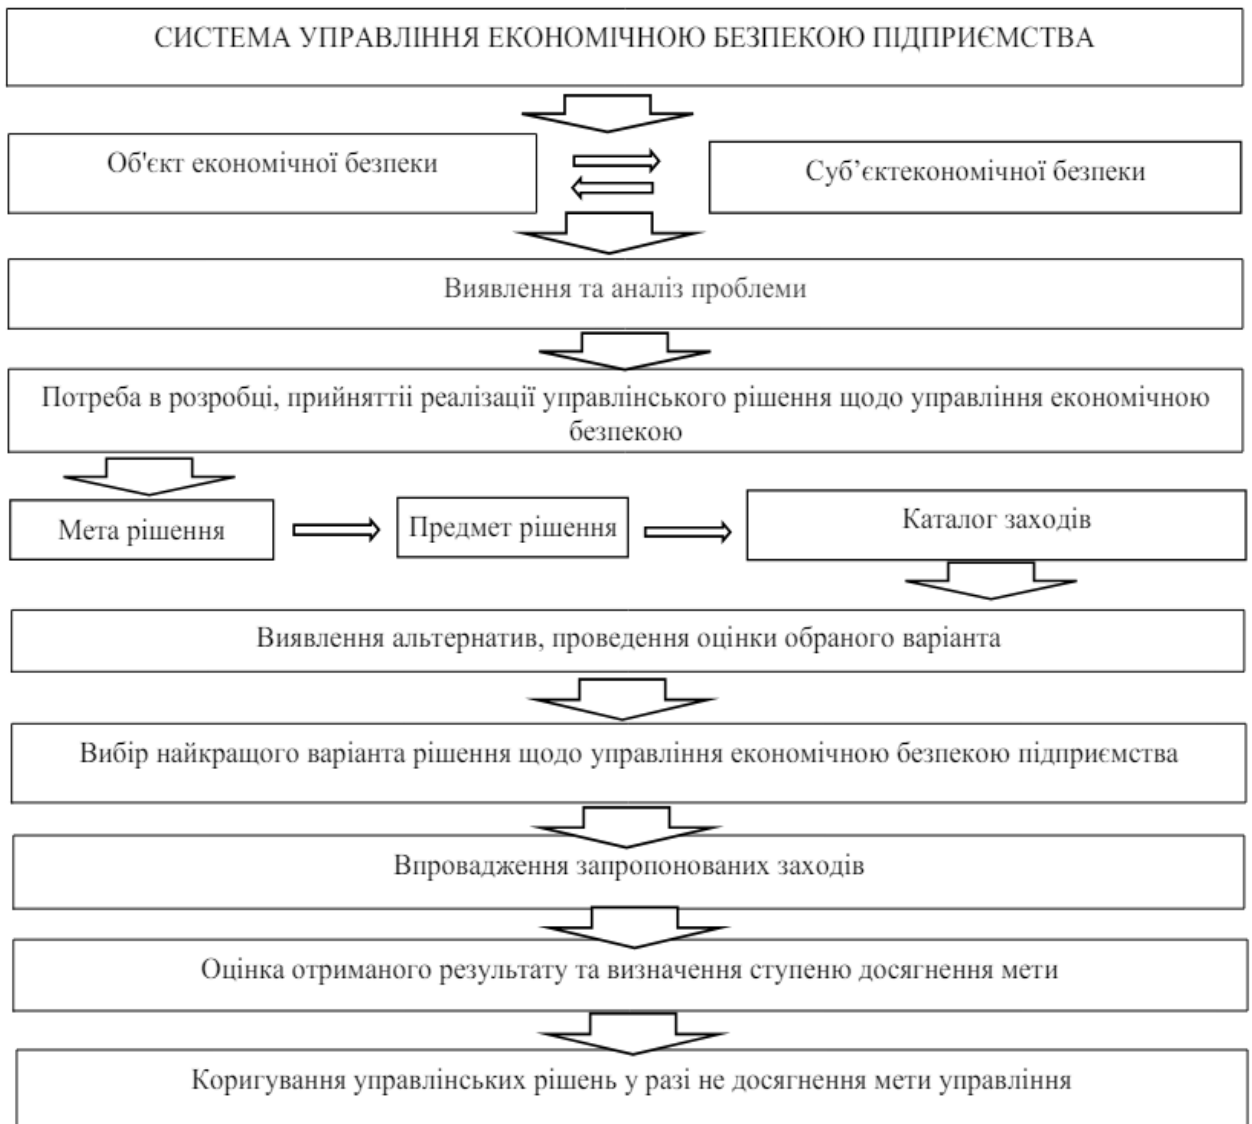 СИСТЕМА УПРАВЛІННЯ ЕКОНОМІЧНОЮ БЕЗПЕКОЮ ПІДПРИЄМСТВА
Об'єкт економічної безпеки
Суб’єктекономічної безпеки
Виявлення та аналіз проблеми
Потреба в розробці, прийняттіі реалізації управлінського рішення щодо управління економічною
безпекою
Мета рішення
Предмет рішення
Каталог заходів
Виявлення альтернатив, проведення оцінки обраного варіанта
Вибір найкращого варіанта рішення щодо управління економічною безпекою підприємства
Впровадження запропонованих заходів
Оцінка отриманого результату та визначення ступеню досягнення мети
Коригування управлінських рішень у разі не досягнення мети управління